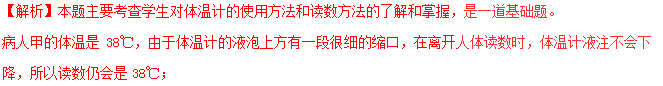 【解析】本题主要考查学生对体温计的使用方法和读数方法的了解和掌握，是一道基础题。
病人甲的体温是 38℃，由于体温计的液泡上方有一段很细的缩口，在离开人体读数时，体温计液注不会下
降，所以读数仍会是 38℃；